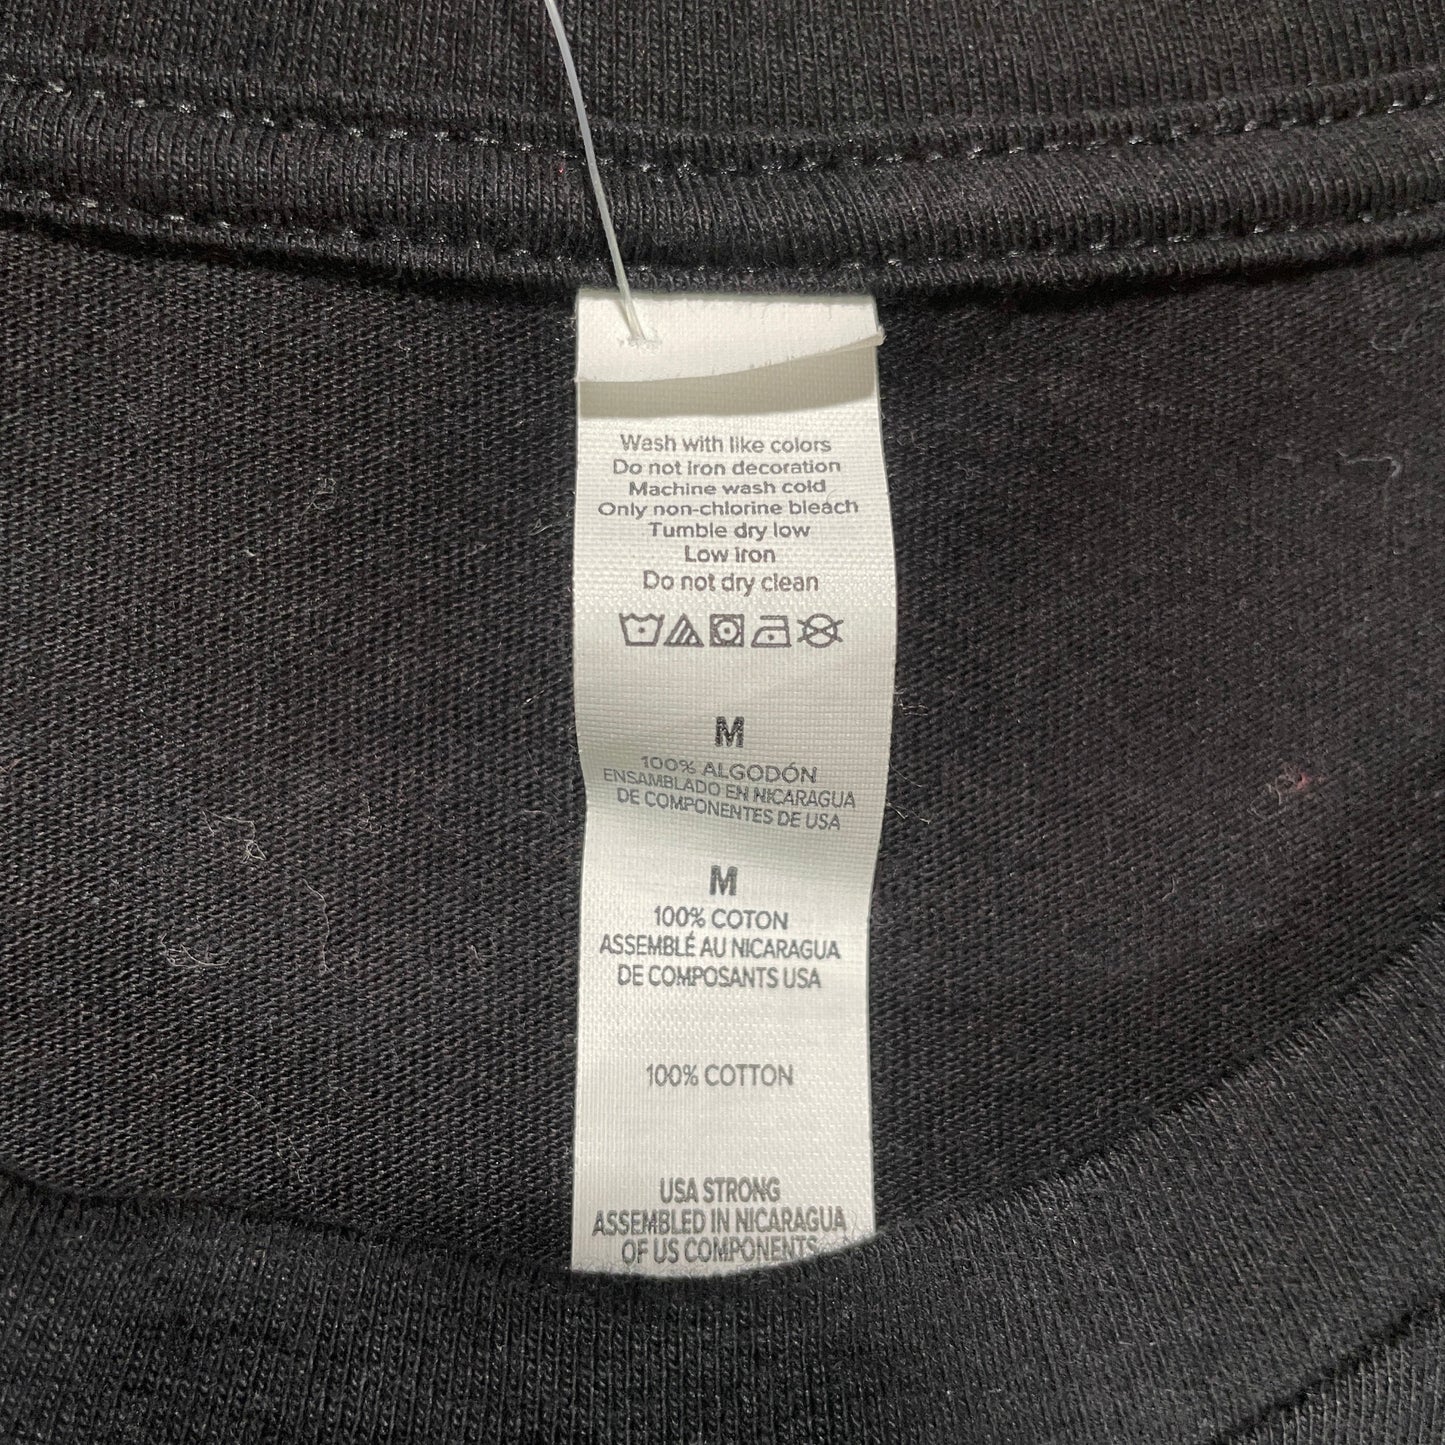 Wash with like colors
Do not Iron decoration
Machine wash cold
Only non-chlorine bleach
Tumble dry low
Low iron
Do not dry clean
M
100% ALGODÓN
ENSAMBLADO EN NICARAGUA
DE COMPONENTES DE USA
M
100% COTON
ASSEMBLÉ AU NICARAGUA
DE COMPOSANTS USA
100% COTTON
USA STRONG
ASSEMBLED IN NICARAGUA
OF US COMPONENTS